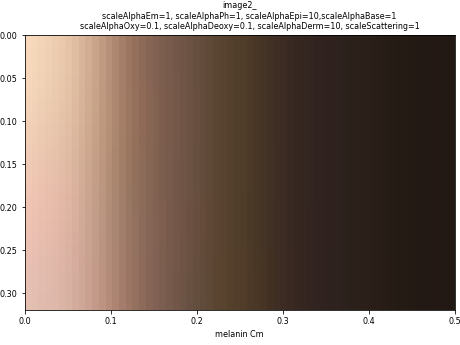 image2_
scaleAlphaEm=1, scaleAlphaPh=1, scaleAlphaEpi=10,scaleAlphaBase=1
scaleAlphaOxy=0.1, scaleAlphaDeoxy=0.1, scaleAlphaDerm=10, scaleScattering=1
0.00
0.05
0.10
0.15
0.20
0.25
0.30
0.0 0.1 0.2 0.3 0.4 0.5
melanin Cm